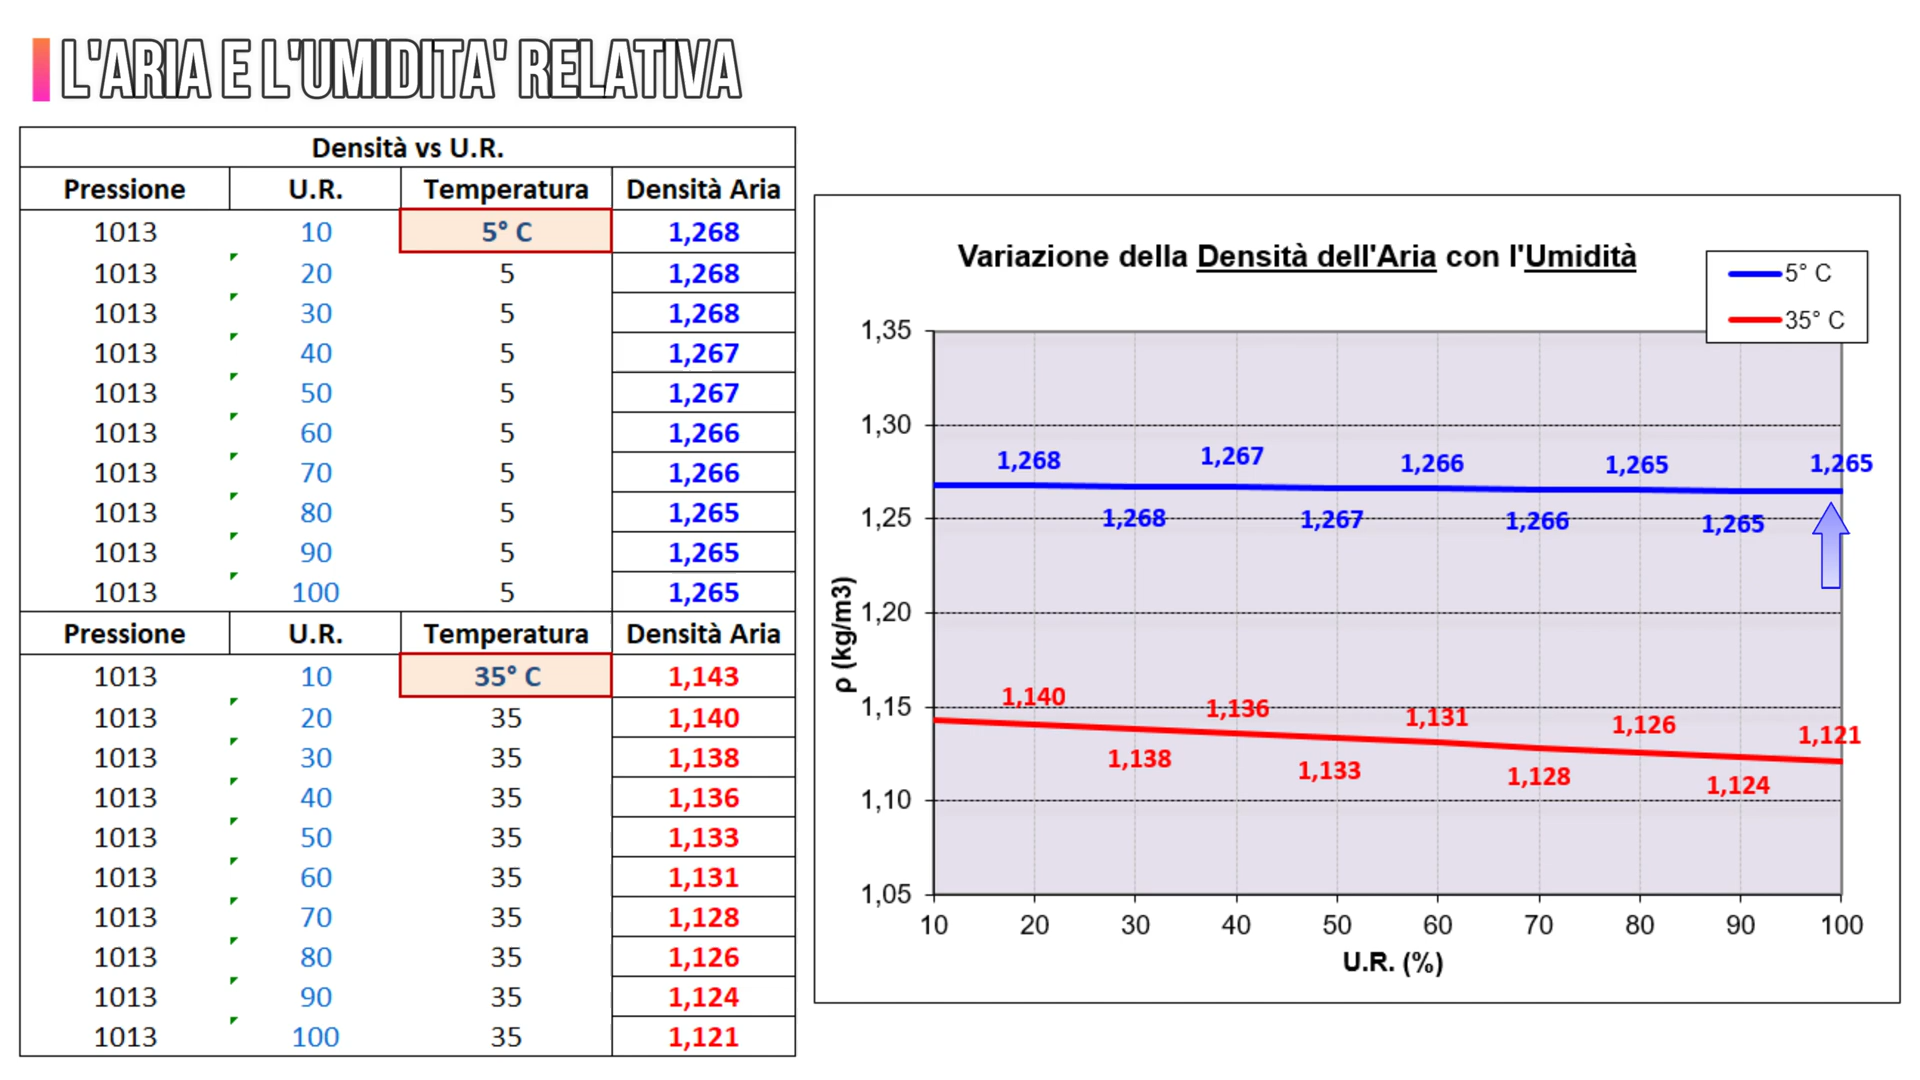 L'ARIA E L'UMIDITA' RELATIVA
Densità vs U.R.
Pressione U.R. Temperatura Densità Aria
1013 10 5° C 1,268
1013 20 5 1,268
1013 30 5 1,268
1013 40 5 1,267
1013 50 5 1,267
1013 60 5 1,266
1013 70 5 1,266
1013 80 5 1,265
1013 90 5 1,265
1013 100 5 1,265
Pressione U.R. Temperatura Densità Aria
1013 10 35° C 1,143
1013 20 35 1,140
1013 30 35 1,138
1013 40 35 1,136
1013 50 35 1,133
1013 60 35 1,131
1013 70 35 1,128
1013 80 35 1,126
1013 90 35 1,124
1013 100 35 1,121
Variazione della Densità dell'Aria con l'Umidità
5° C
35° C
1,35
1,30
1,268 1,267 1,266 1,265 1,265
1,25
1,268 1,267 1,266 1,265
1,20
1,15
1,140 1,136 1,131 1,126 1,121
1,138 1,133 1,128 1,124
1,10
1,05
ρ (kg/m3)
10 20 30 40 50 60 70 80 90 100
U.R. (%)